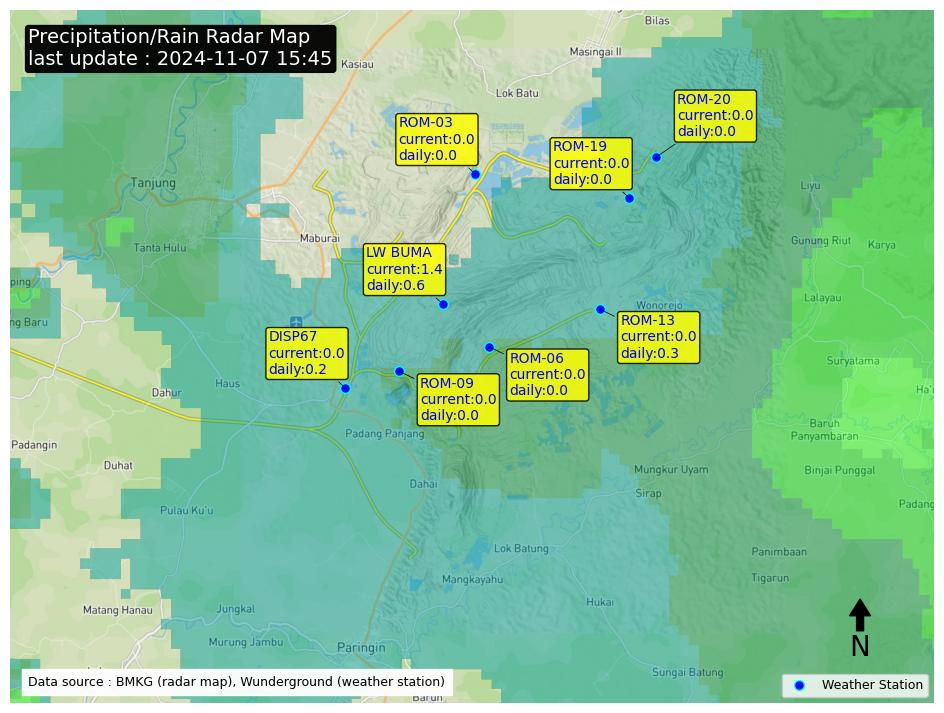 Precipitation/Rain Radar Map
last update : 2024-11-07 15:45
Bilas
Masingai II
Kasiau
Lok Batu
ROM-20
current:0.0
daily:0.0
ROM-03
current:0.0
daily:0.0
ROM-19
current:0.0
daily:0.0
Tanjung
Liyu
Maburai
Tanta Hulu
Gunung Riut
Karya
LW BUMA
current:1.4
daily:0.6
ping
Lalayau
Wonorejo
ng Baru
ROM-13
current:0.0
daily:0.3
DISP67
current:0.0
daily:0.2
ROM-06
current:0.0
daily:0.0
Suryatama
Haus
ROM-09
current:0.0
daily:0.0
Dahur
Ha'
Baruh
Panyambaran
Padang Panjang
Padangin
Duhat
Mungkur Uyam
Binjai Punggal
Dahai
Sirap
Padang
Pulau Ku'u
Lok Batung
Panimbaan
Mangkayahu
Tigarun
Hukai
Matang Hanau
Jungkal
Murung Jambu
Paringin
N
Sungai Batung
Data source : BMKG (radar map), Wunderground (weather station)
Weather Station
Barun